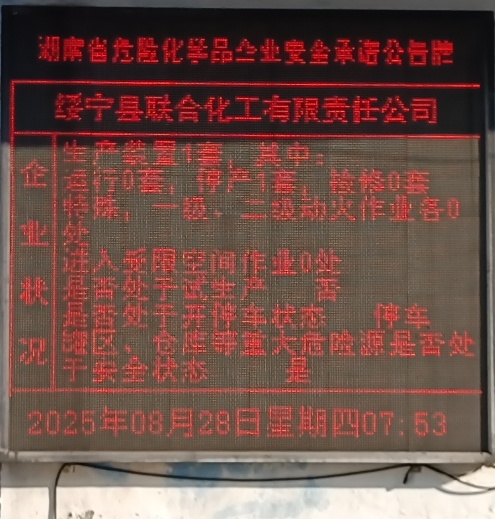 湖南省危险化学品企业安全承诺公告牌
绥宁县联合化工有限责任公司
企业状况
生产装置1套，其中：
运行0套，停产1套，检修0套
特殊，一级、二级动火作业各0
处
进入受限空间作业0处
是否处于试生产 否
是否处于开停车状态 停车
罐区、仓库等重大危险源是否处
于安全状态 是
2025年08月28日星期四07:53